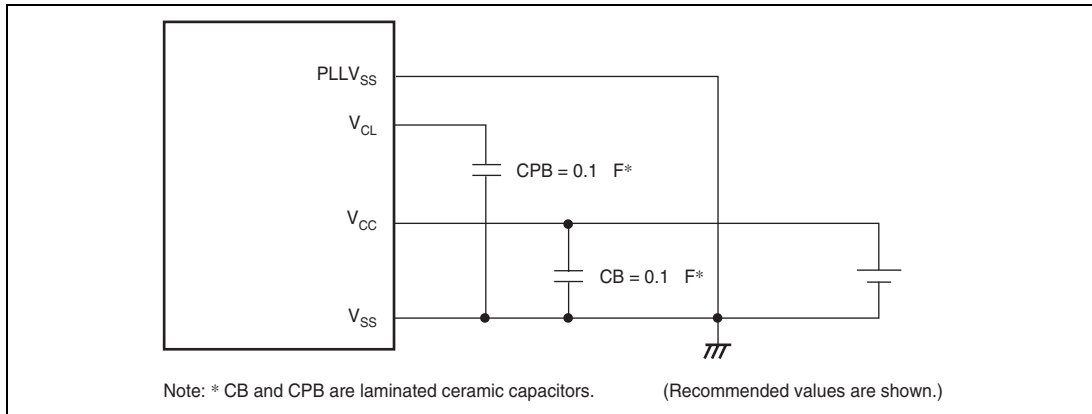 PLLVSS
VCL
CPB = 0.1 F*
VCC
CB = 0.1 F*
VSS
Note: * CB and CPB are laminated ceramic capacitors. (Recommended values are shown.)